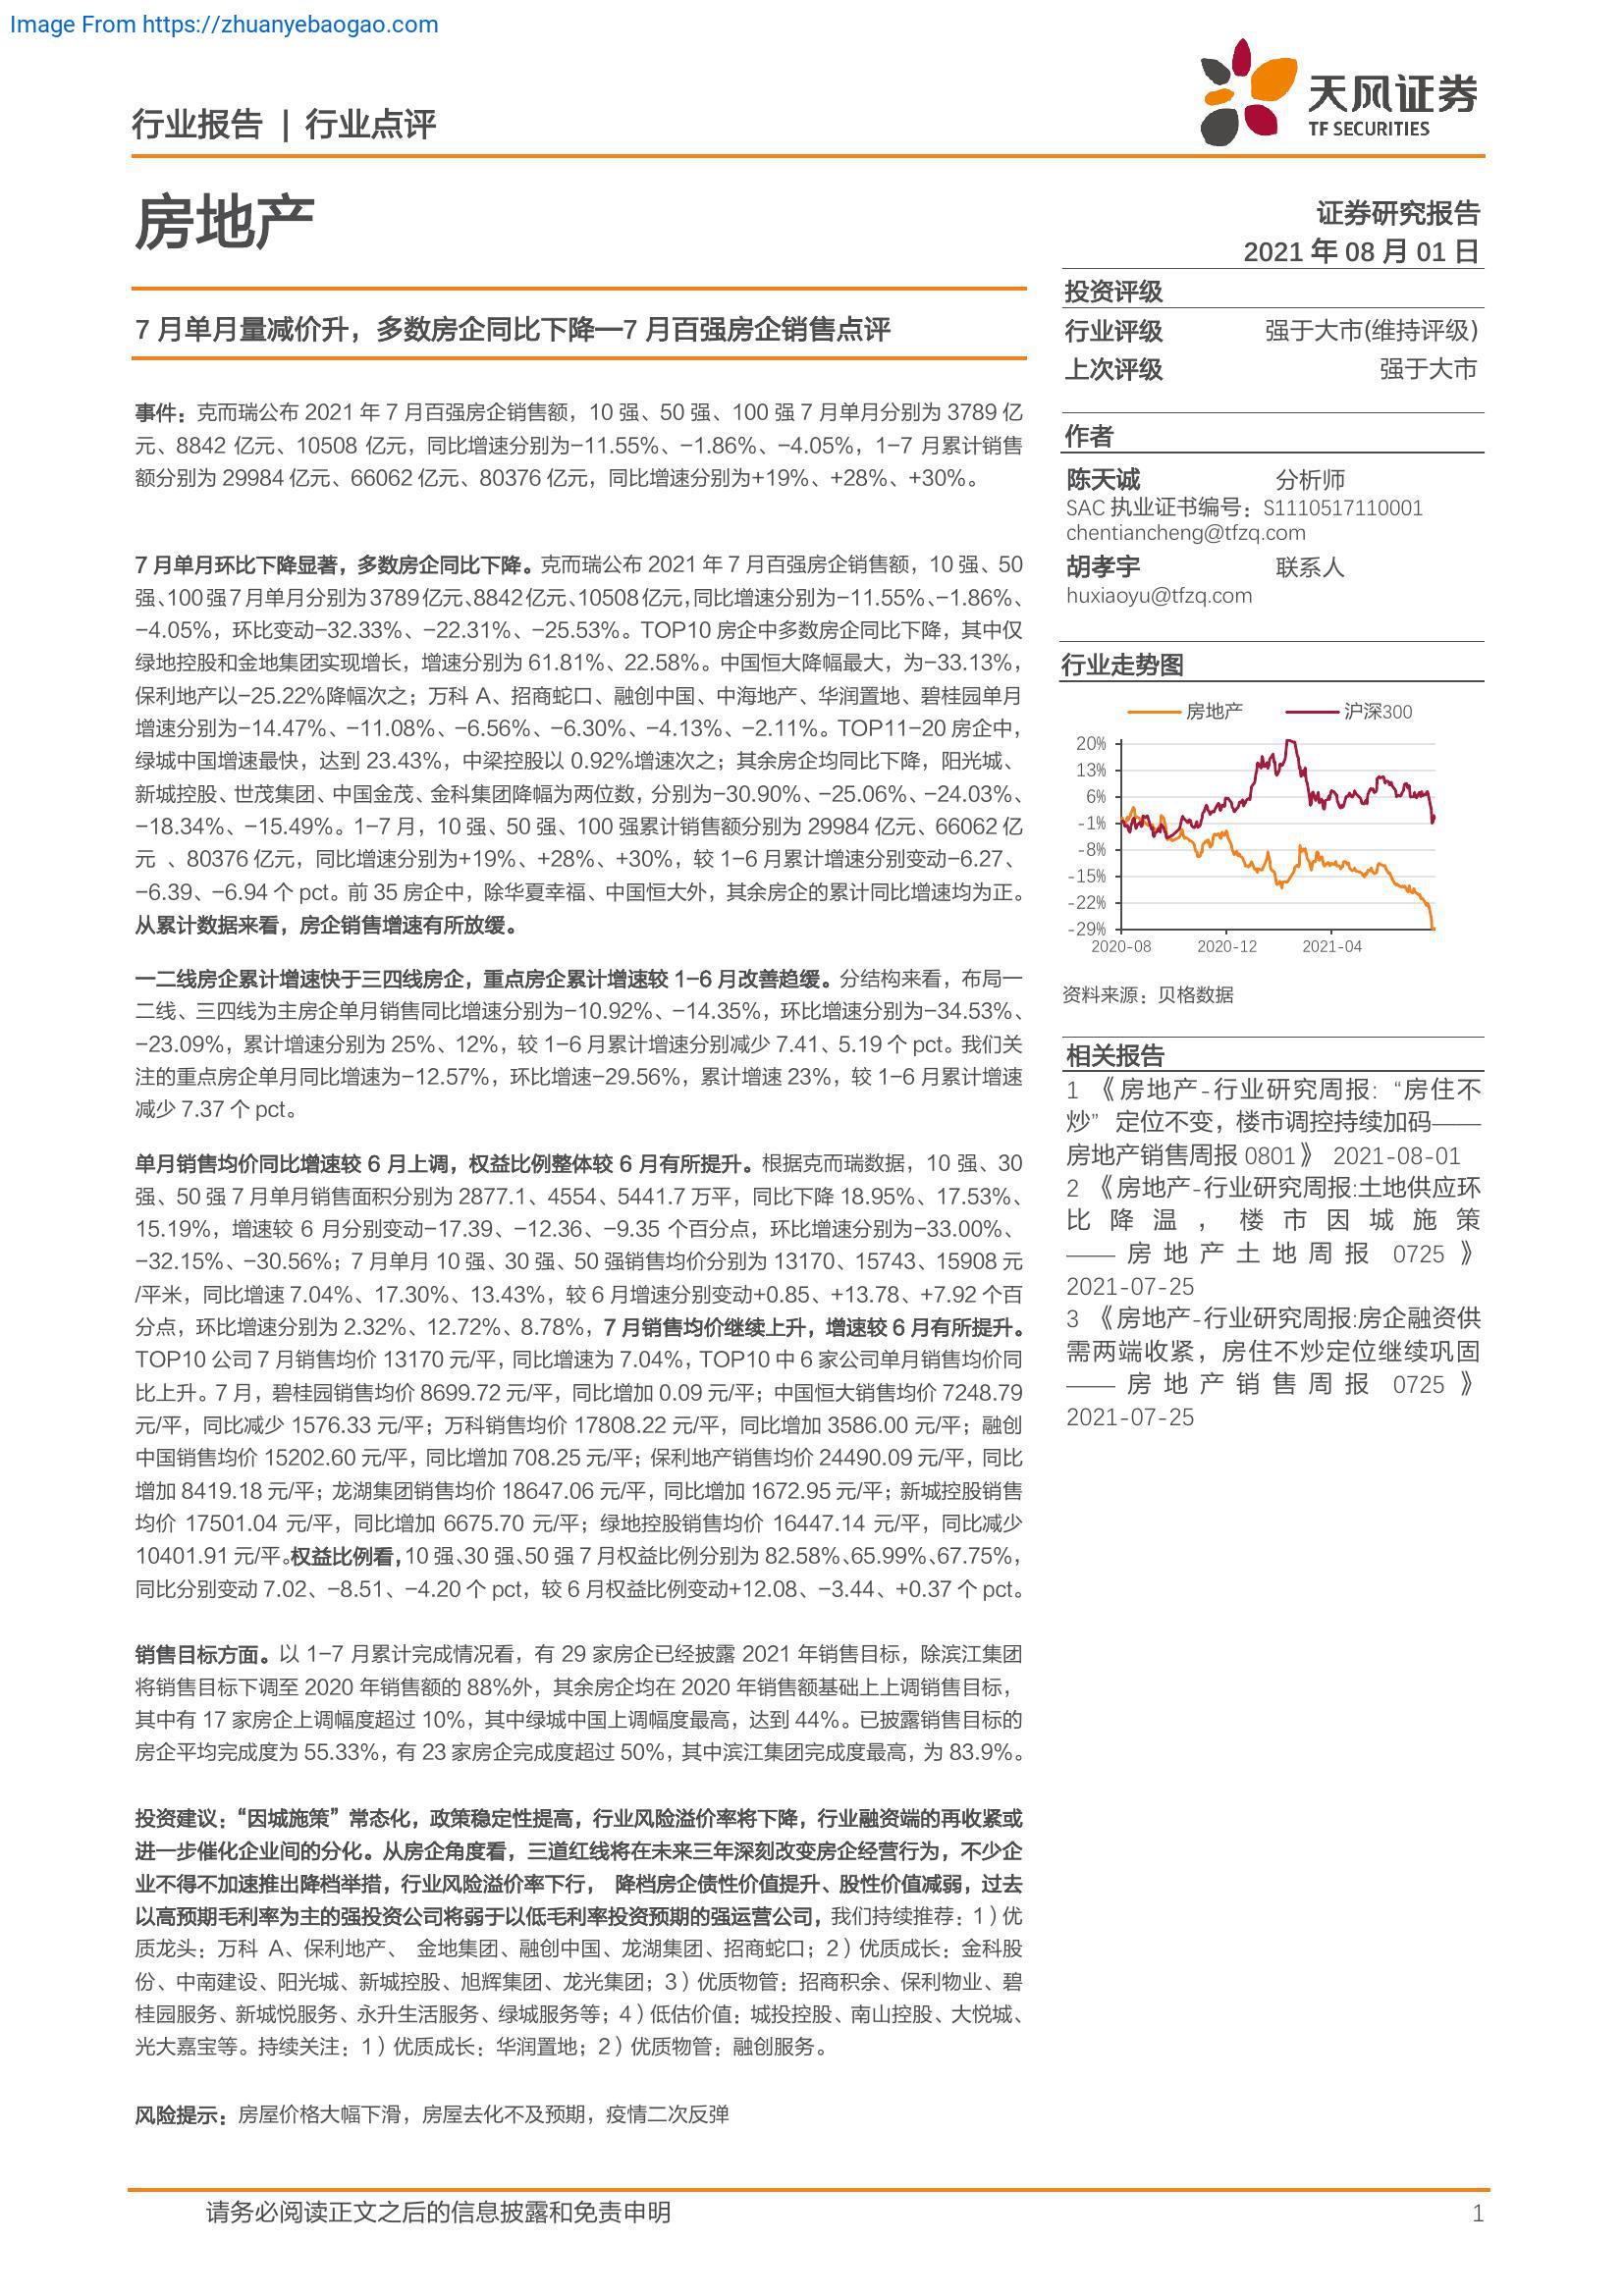 Image From https://zhuanyebaogao.com
天风证券
TF SECURITIES
行业报告 | 行业点评
房地产
证券研究报告
2021 年 08 月 01 日
7 月单月量减价升，多数房企同比下降—7 月百强房企销售点评
事件：克而瑞公布 2021 年 7 月百强房企销售额，10 强、50 强、100 强 7 月单月分别为 3789 亿
元、8842 亿元、10508 亿元，同比增速分别为-11.55%、-1.86%、-4.05%，1-7 月累计销售
额分别为 29984 亿元、66062 亿元、80376 亿元，同比增速分别为+19%、+28%、+30%。
7 月单月环比下降显著，多数房企同比下降。克而瑞公布 2021 年 7 月百强房企销售额，10 强、50
强、100 强 7 月单月分别为 3789 亿元、8842 亿元、10508 亿元，同比增速分别为-11.55%、-1.86%、
-4.05%，环比变动-32.33%、-22.31%、-25.53%。TOP10 房企中多数房企同比下降，其中仅
绿地控股和金地集团实现增长，增速分别为 61.81%、22.58%。中国恒大降幅最大，为-33.13%，
保利地产以-25.22%降幅次之；万科 A、招商蛇口、融创中国、中海地产、华润置地、碧桂园单月
增速分别为-14.47%、-11.08%、-6.56%、-6.30%、-4.13%、-2.11%。TOP11-20 房企中，
绿城中国增速最快，达到 23.43%，中梁控股以 0.92%增速次之；其余房企均同比下降，阳光城、
新城控股、世茂集团、中国金茂、金科集团降幅为两位数，分别为-30.90%、-25.06%、-24.03%、
-18.34%、-15.49%。1-7 月，10 强、50 强、100 强累计销售额分别为 29984 亿元、66062 亿
元 、80376 亿元，同比增速分别为+19%、+28%、+30%，较 1-6 月累计增速分别变动-6.27、
-6.39、-6.94 个 pct。前 35 房企中，除华夏幸福、中国恒大外，其余房企的累计同比增速均为正。
从累计数据来看，房企销售增速有所放缓。
一二线房企累计增速快于三四线房企，重点房企累计增速较 1-6 月改善趋缓。分结构来看，布局一
二线、三四线为主房企单月销售同比增速分别为-10.92%、-14.35%，环比增速分别为-34.53%、
-23.09%，累计增速分别为 25%、12%，较 1-6 月累计增速分别减少 7.41、5.19 个 pct。我们关
注的重点房企单月同比增速为-12.57%，环比增速-29.56%，累计增速 23%，较 1-6 月累计增速
减少 7.37 个 pct。
单月销售均价同比增速较 6 月上调，权益比例整体较 6 月有所提升。根据克而瑞数据，10 强、30
强、50 强 7 月单月销售面积分别为 2877.1、4554、5441.7 万平，同比下降 18.95%、17.53%、
15.19%，增速较 6 月分别变动-17.39、-12.36、-9.35 个百分点，环比增速分别为-33.00%、
-32.15%、-30.56%；7 月单月 10 强、30 强、50 强销售均价分别为 13170、15743、15908 元
/平米，同比增速 7.04%、17.30%、13.43%，较 6 月增速分别变动+0.85、+13.78、+7.92 个百
分点，环比增速分别为 2.32%、12.72%、8.78%，7 月销售均价继续上升，增速较 6 月有所提升。
TOP10 公司 7 月销售均价 13170 元/平，同比增速为 7.04%，TOP10 中 6 家公司单月销售均价同
比上升。7 月，碧桂园销售均价 8699.72 元/平，同比增加 0.09 元/平；中国恒大销售均价 7248.79
元/平，同比减少 1576.33 元/平；万科销售均价 17808.22 元/平，同比增加 3586.00 元/平；融创
中国销售均价 15202.60 元/平，同比增加 708.25 元/平；保利地产销售均价 24490.09 元/平，同比
增加 8419.18 元/平；龙湖集团销售均价 18647.06 元/平，同比增加 1672.95 元/平；新城控股销售
均价 17501.04 元/平，同比增加 6675.70 元/平；绿地控股销售均价 16447.14 元/平，同比减少
10401.91 元/平。权益比例看，10 强、30 强、50 强 7 月权益比例分别为 82.58%、65.99%、67.75%，
同比分别变动 7.02、-8.51、-4.20 个 pct，较 6 月权益比例变动+12.08、-3.44、+0.37 个 pct。
销售目标方面。以 1-7 月累计完成情况看，有 29 家房企已经披露 2021 年销售目标，除滨江集团
将销售目标下调至 2020 年销售额的 88%外，其余房企均在 2020 年销售额基础上上调销售目标，
其中有 17 家房企上调幅度超过 10%，其中绿城中国上调幅度最高，达到 44%。已披露销售目标的
房企平均完成度为 55.33%，有 23 家房企完成度超过 50%，其中滨江集团完成度最高，为 83.9%。
投资建议：“因城施策”常态化，政策稳定性提高，行业风险溢价率将下降，行业融资端的再收紧或
进一步催化企业间的分化。从房企角度看，三道红线将在未来三年深刻改变房企经营行为，不少企
业不得不加速推出降档举措，行业风险溢价率下行， 降档房企债性价值提升、股性价值减弱，过去
以高预期毛利率为主的强投资公司将弱于以低毛利率投资预期的强运营公司，我们持续推荐：1）优
质龙头：万科 A、保利地产、 金地集团、融创中国、龙湖集团、招商蛇口；2）优质成长：金科股
份、中南建设、阳光城、新城控股、旭辉集团、龙光集团；3）优质物管：招商积余、保利物业、碧
桂园服务、新城悦服务、永升生活服务、绿城服务等；4）低估价值：城投控股、南山控股、大悦城、
光大嘉宝等。持续关注：1）优质成长：华润置地；2）优质物管：融创服务。
风险提示：房屋价格大幅下滑，房屋去化不及预期，疫情二次反弹
投资评级
行业评级 强于大市(维持评级)
上次评级 强于大市
作者
陈天诚 分析师
SAC 执业证书编号：S1110517110001
chentiancheng@tfzq.com
胡孝宇 联系人
huxiaoyu@tfzq.com
行业走势图
房地产 沪深300
20%
13%
6%
-1%
-8%
-15%
-22%
-29%
2020-08 2020-12 2021-04
资料来源：贝格数据
相关报告
1 《房地产-行业研究周报: “房住不
炒” 定位不变，楼市调控持续加码——
房地产销售周报 0801》 2021-08-01
2 《房地产-行业研究周报:土地供应环
比降温，楼市因城施策
——房地产土地周报 0725》
2021-07-25
3 《房地产-行业研究周报:房企融资供
需两端收紧，房住不炒定位继续巩固
——房地产销售周报 0725》
2021-07-25
请务必阅读正文之后的信息披露和免责申明 1